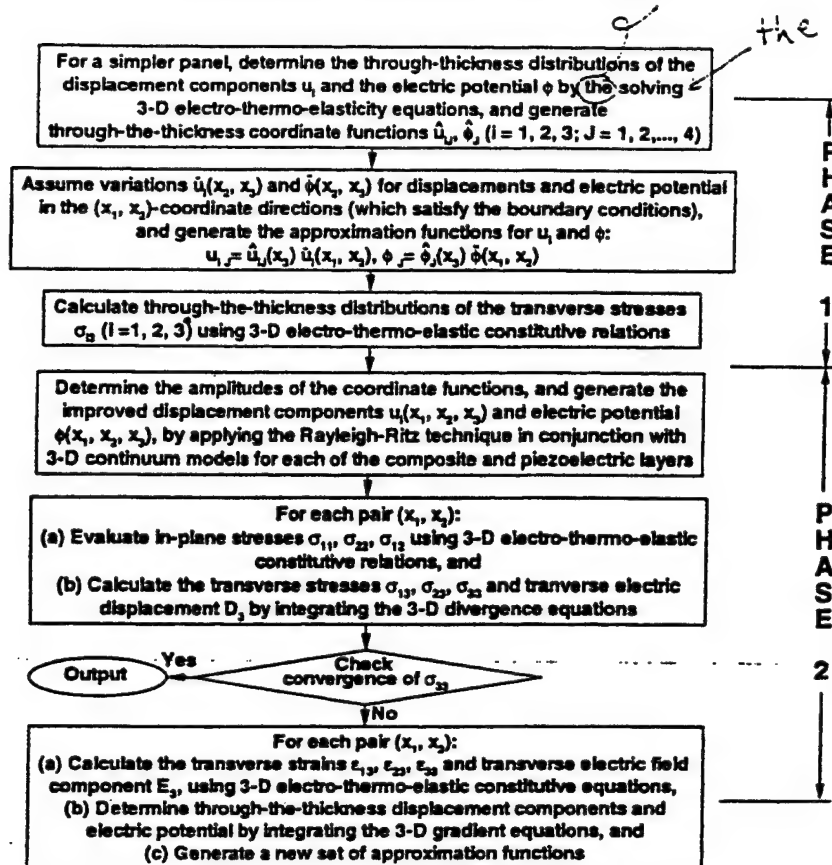 the
For a simpler panel, determine the through-thickness distributions of the
displacement components uᵢ and the electric potential ϕ by the solving
3-D electro-thermo-elasticity equations, and generate
through-the-thickness coordinate functions ûᵢⱼ, ϕ̂ⱼ (i = 1, 2, 3; J = 1, 2,..., 4)
Assume variations ūᵢ(x₂, x₃) and ϕ̄(x₂, x₃) for displacements and electric potential
in the (x₁, x₂)-coordinate directions (which satisfy the boundary conditions),
and generate the approximation functions for uᵢ and ϕ:
uᵢⱼ = ûᵢⱼ(x₃) ūᵢ(x₁, x₂), ϕⱼ = ϕ̂ⱼ(x₃) ϕ̄(x₁, x₂)
Calculate through-the-thickness distributions of the transverse stresses
σᵢ₃ (i =1, 2, 3) using 3-D electro-thermo-elastic constitutive relations
PHASE 1
Determine the amplitudes of the coordinate functions, and generate the
improved displacement components uᵢ(x₁, x₂, x₃) and electric potential
ϕ(x₁, x₂, x₃), by applying the Rayleigh-Ritz technique in conjunction with
3-D continuum models for each of the composite and piezoelectric layers
For each pair (x₁, x₂):
(a) Evaluate in-plane stresses σ₁₁, σ₂₂, σ₁₂ using 3-D electro-thermo-elastic
constitutive relations, and
(b) Calculate the transverse stresses σ₁₃, σ₂₃, σ₃₃ and tranverse electric
displacement D₃ by integrating the 3-D divergence equations
Check
convergence of σ₃₃
Yes
Output
No
For each pair (x₁, x₂):
(a) Calculate the transverse strains ε₁₃, ε₂₃, ε₃₃ and transverse electric field
component E₃, using 3-D electro-thermo-elastic constitutive equations,
(b) Determine through-the-thickness displacement components and
electric potential by integrating the 3-D gradient equations, and
(c) Generate a new set of approximation functions
PHASE 2